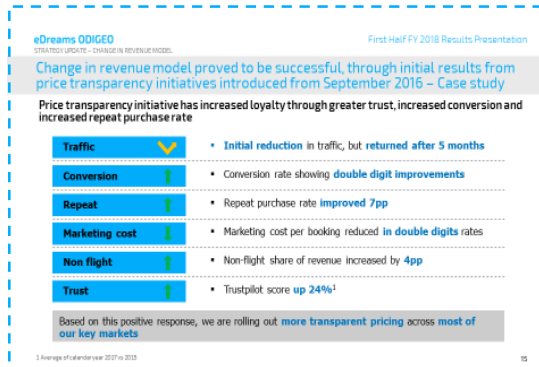 eDreams ODIGEO
First Half FY 2018 Results Presentation
STRATEGY UPDATE – CHANGE IN REVENUE MODEL
Change in revenue model proved to be successful, through initial results from
price transparency initiatives introduced from September 2016 – Case study
Price transparency initiative has increased loyalty through greater trust, increased conversion and
increased repeat purchase rate
Traffic
• Initial reduction in traffic, but returned after 5 months
Conversion
• Conversion rate showing double digit improvements
Repeat
• Repeat purchase rate improved 7pp
Marketing cost
• Marketing cost per booking reduced in double digits rates
Non flight
• Non-flight share of revenue increased by 4pp
Trust
• Trustpilot score up 24%¹
Based on this positive response, we are rolling out more transparent pricing across most of
our key markets
1 Average of calendar year 2017 vs 2015
15